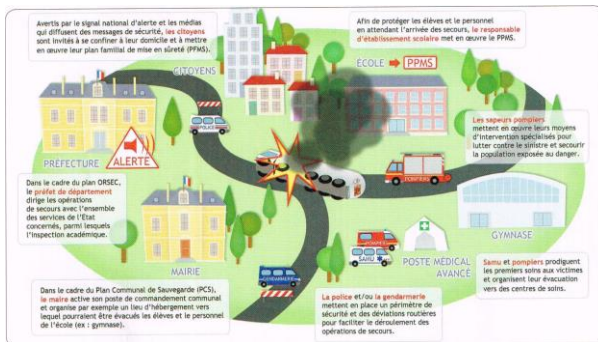 Avertis par le signal national d'alerte et les médias
qui diffusent des messages de sécurité, les citoyens
sont invités à se confiner à leur domicile et à mettre
en œuvre leur plan familial de mise en sûreté (PFMS).
Afin de protéger les élèves et le personnel
en attendant l'arrivée des secours, le responsable
d'établissement scolaire met en œuvre le PPMS.
CITOYENS
ÉCOLE
PPMS
POLICE
PRÉFECTURE
ALERTE
Les sapeurs pompiers
mettent en œuvre leurs moyens
d'intervention spécialisés pour
lutter contre le sinistre et secourir
la population exposée au danger.
POMPIERS
Dans le cadre du plan ORSEC,
le préfet de département
dirige les opérations
de secours avec l'ensemble
des services de l'Etat
concernés, parmi lesquels
l'inspection académique.
MAIRIE
GENDARMERIE
POMPIERS
SAMU
POSTE MÉDICAL
AVANCÉ
GYMNASE
Samu et pompiers prodiguent
les premiers soins aux victimes
et organisent leur évacuation
vers des centres de soins.
Dans le cadre du Plan Communal de Sauvegarde (PCS),
le maire active son poste de commandement communal
et organise par exemple un lieu d'hébergement vers
lequel pourraient être évacués les élèves et le personnel
de l'école (ex : gymnase).
La police et/ou la gendarmerie
mettent en place un périmètre de
sécurité et des déviations routières
pour faciliter le déroulement des
opérations de secours.